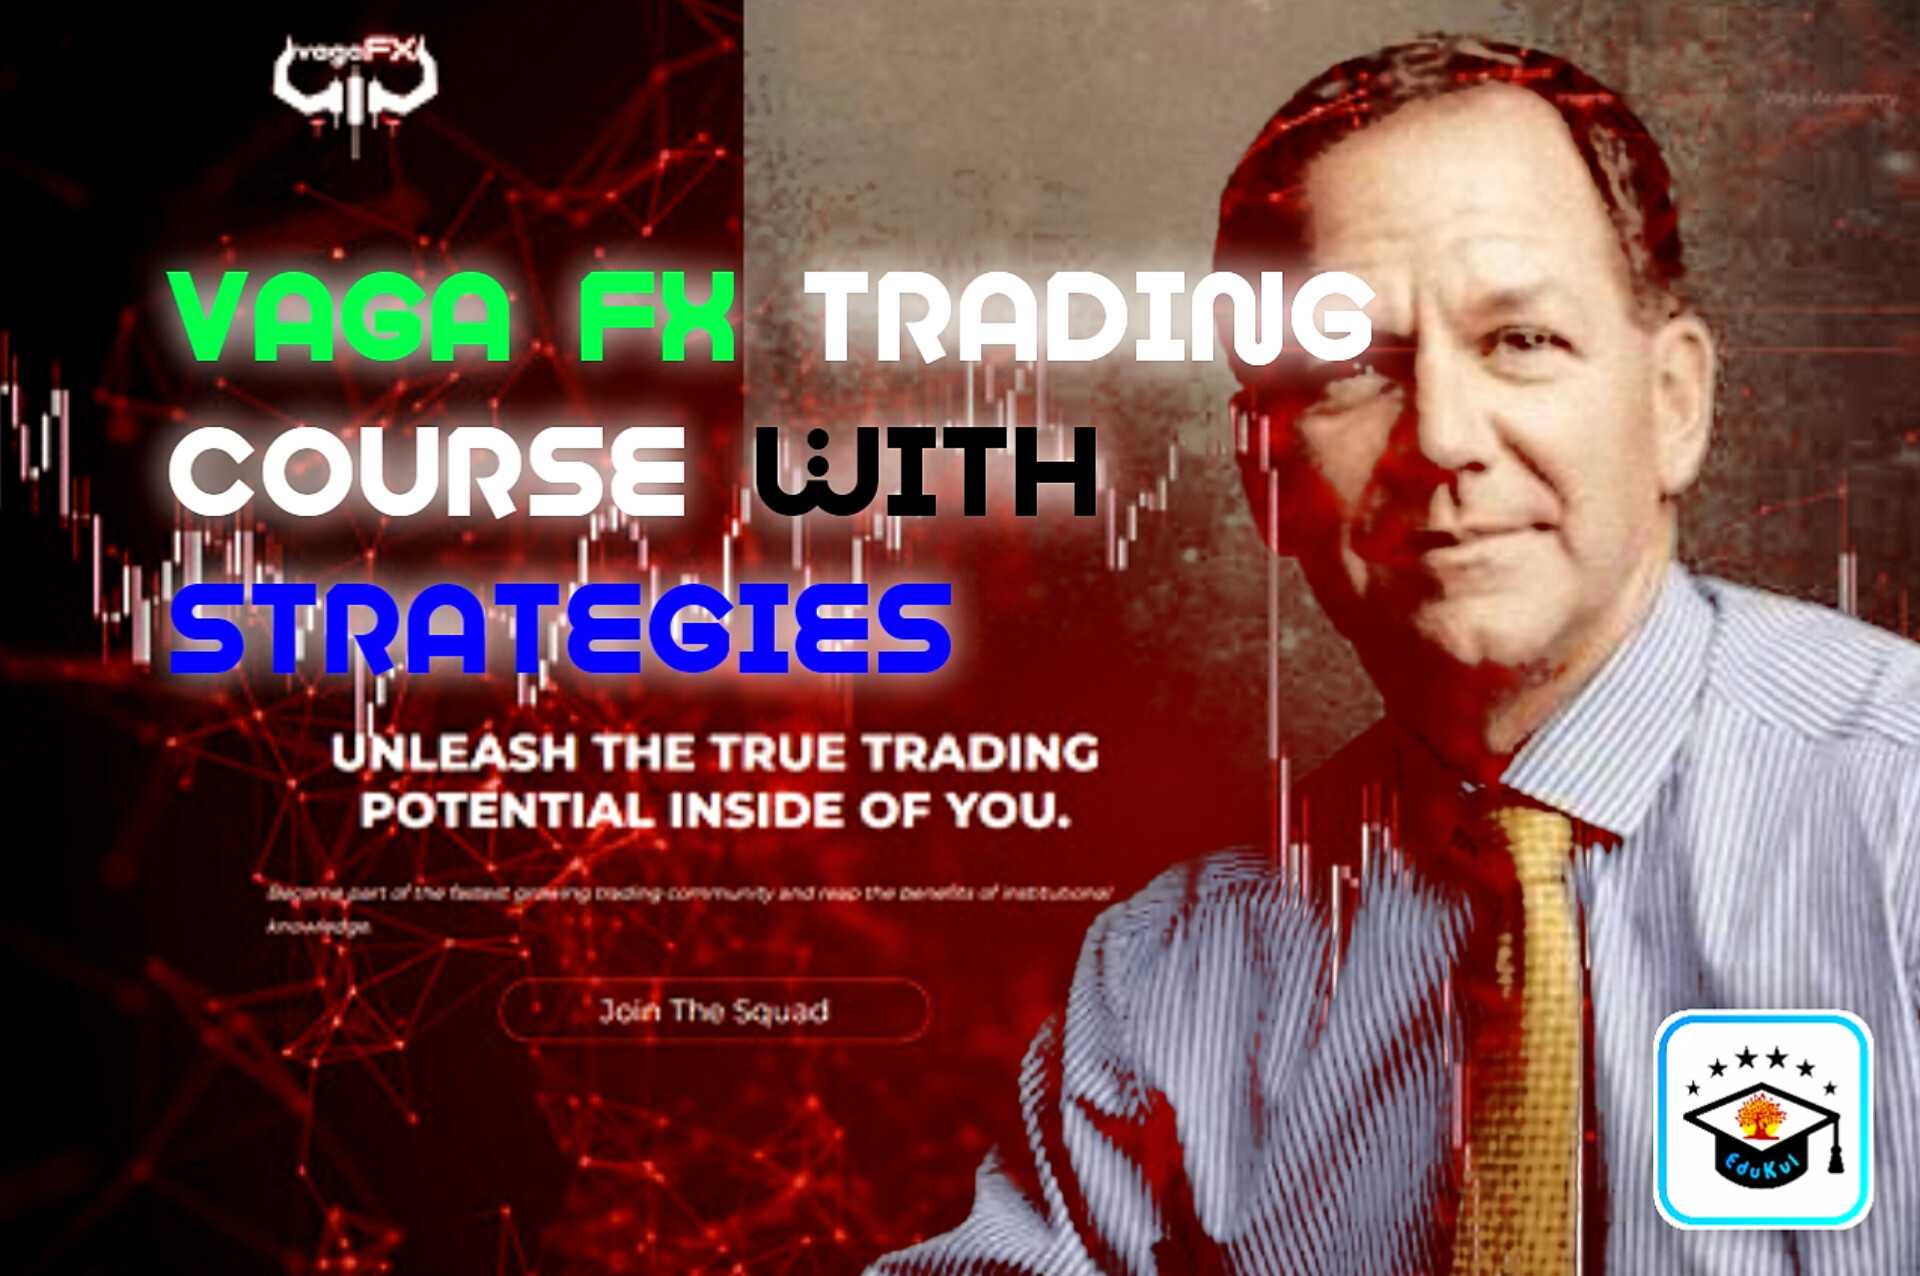 vagaFX
VAGA FX TRADING
COURSE WITH
STRATEGIES
UNLEASH THE TRUE TRADING
POTENTIAL INSIDE OF YOU.
Become part of the fastest growing trading community and reap the benefits of institutional
knowledge.
Join The Squad
EduKul